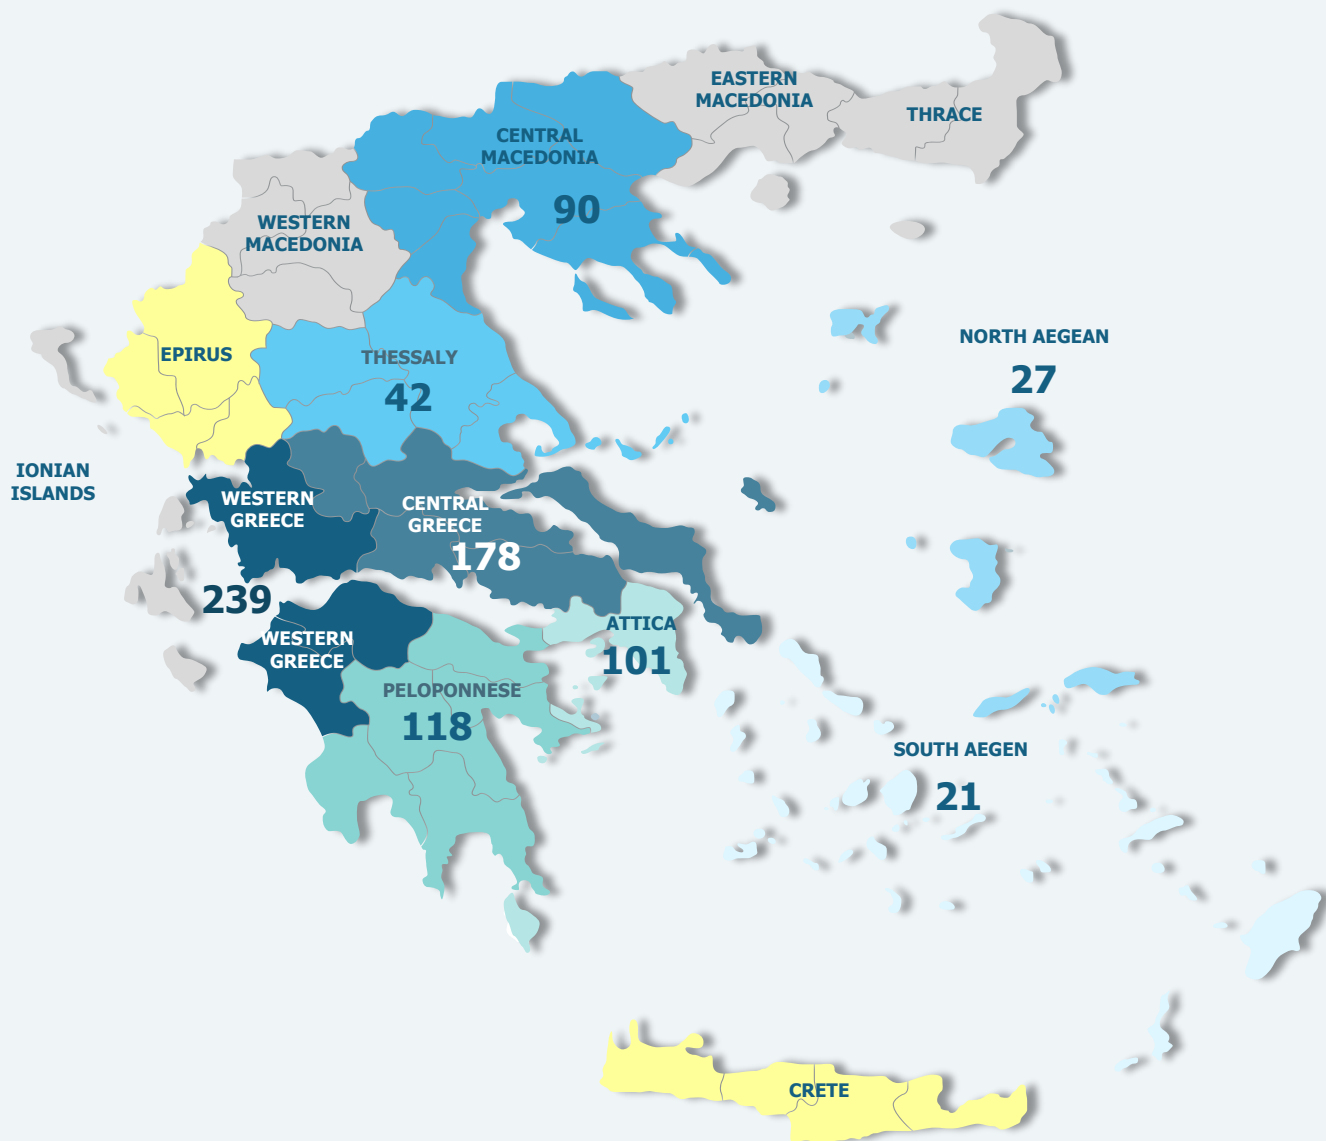 EASTERN
MACEDONIA
THRACE
CENTRAL
MACEDONIA
90
WESTERN
MACEDONIA
NORTH AEGEAN
27
EPIRUS
THESSALY
42
IONIAN
ISLANDS
WESTERN
GREECE
CENTRAL
GREECE
178
239
WESTERN
GREECE
ATTICA
101
PELOPONNESE
118
SOUTH AEGEN
21
CRETE